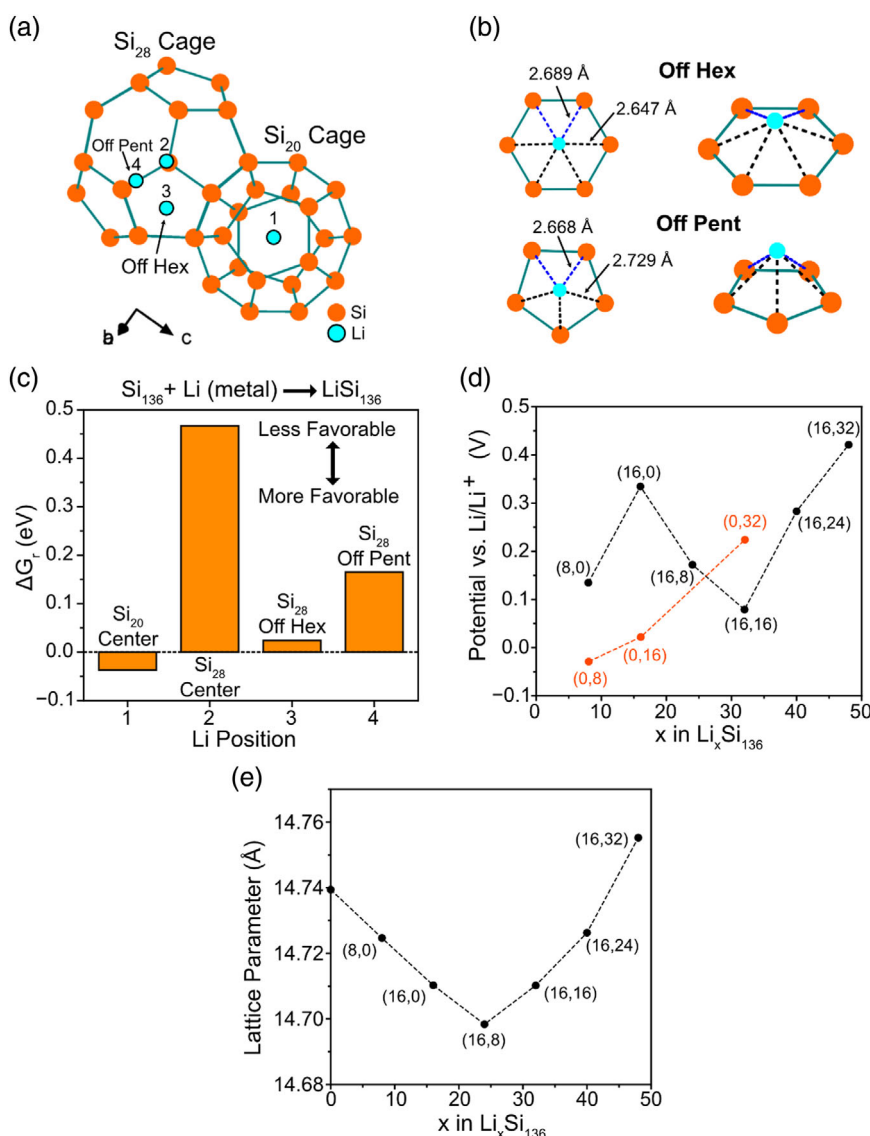 (a)
Si28 Cage
Si20 Cage
Off Pent
4
2
3
1
Off Hex
a
c
Si
Li
(b)
Off Hex
2.689 Å
2.647 Å
Off Pent
2.668 Å
2.729 Å
(c)
Si136 + Li (metal) → LiSi136
0.5
0.4
0.3
0.2
0.1
0.0
−0.1
ΔGr (eV)
Less Favorable
More Favorable
Si20
Center
Si28
Center
Si28
Off Hex
Si28
Off Pent
1
2
3
4
Li Position
(d)
0.5
0.4
0.3
0.2
0.1
0.0
−0.1
Potential vs. Li/Li+ (V)
(8,0)
(16,0)
(16,8)
(16,16)
(16,24)
(16,32)
(0,8)
(0,16)
(0,32)
0
10
20
30
40
50
x in LixSi136
(e)
14.76
14.74
14.72
14.70
14.68
Lattice Parameter (Å)
(8,0)
(16,0)
(16,8)
(16,16)
(16,24)
(16,32)
0
10
20
30
40
50
x in LixSi136